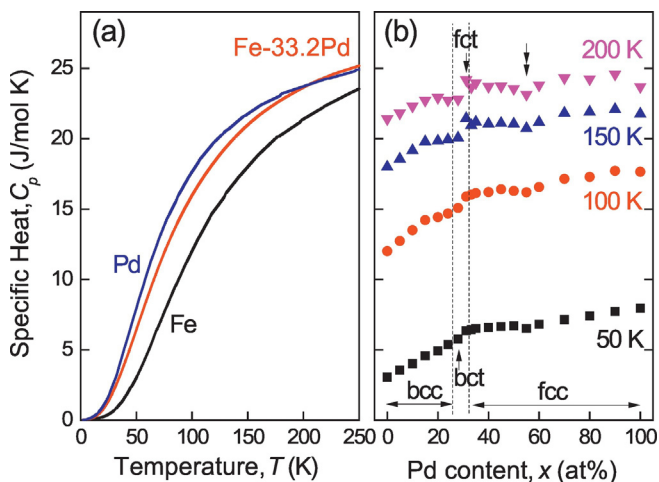 (a)
Fe-33.2Pd
Pd
Fe
Specific Heat, Cp (J/mol K)
25
20
15
10
5
0
0 50 100 150 200 250
Temperature, T (K)
(b)
fct
200 K
150 K
100 K
50 K
bcc
bct
fcc
0 20 40 60 80 100
Pd content, x (at%)